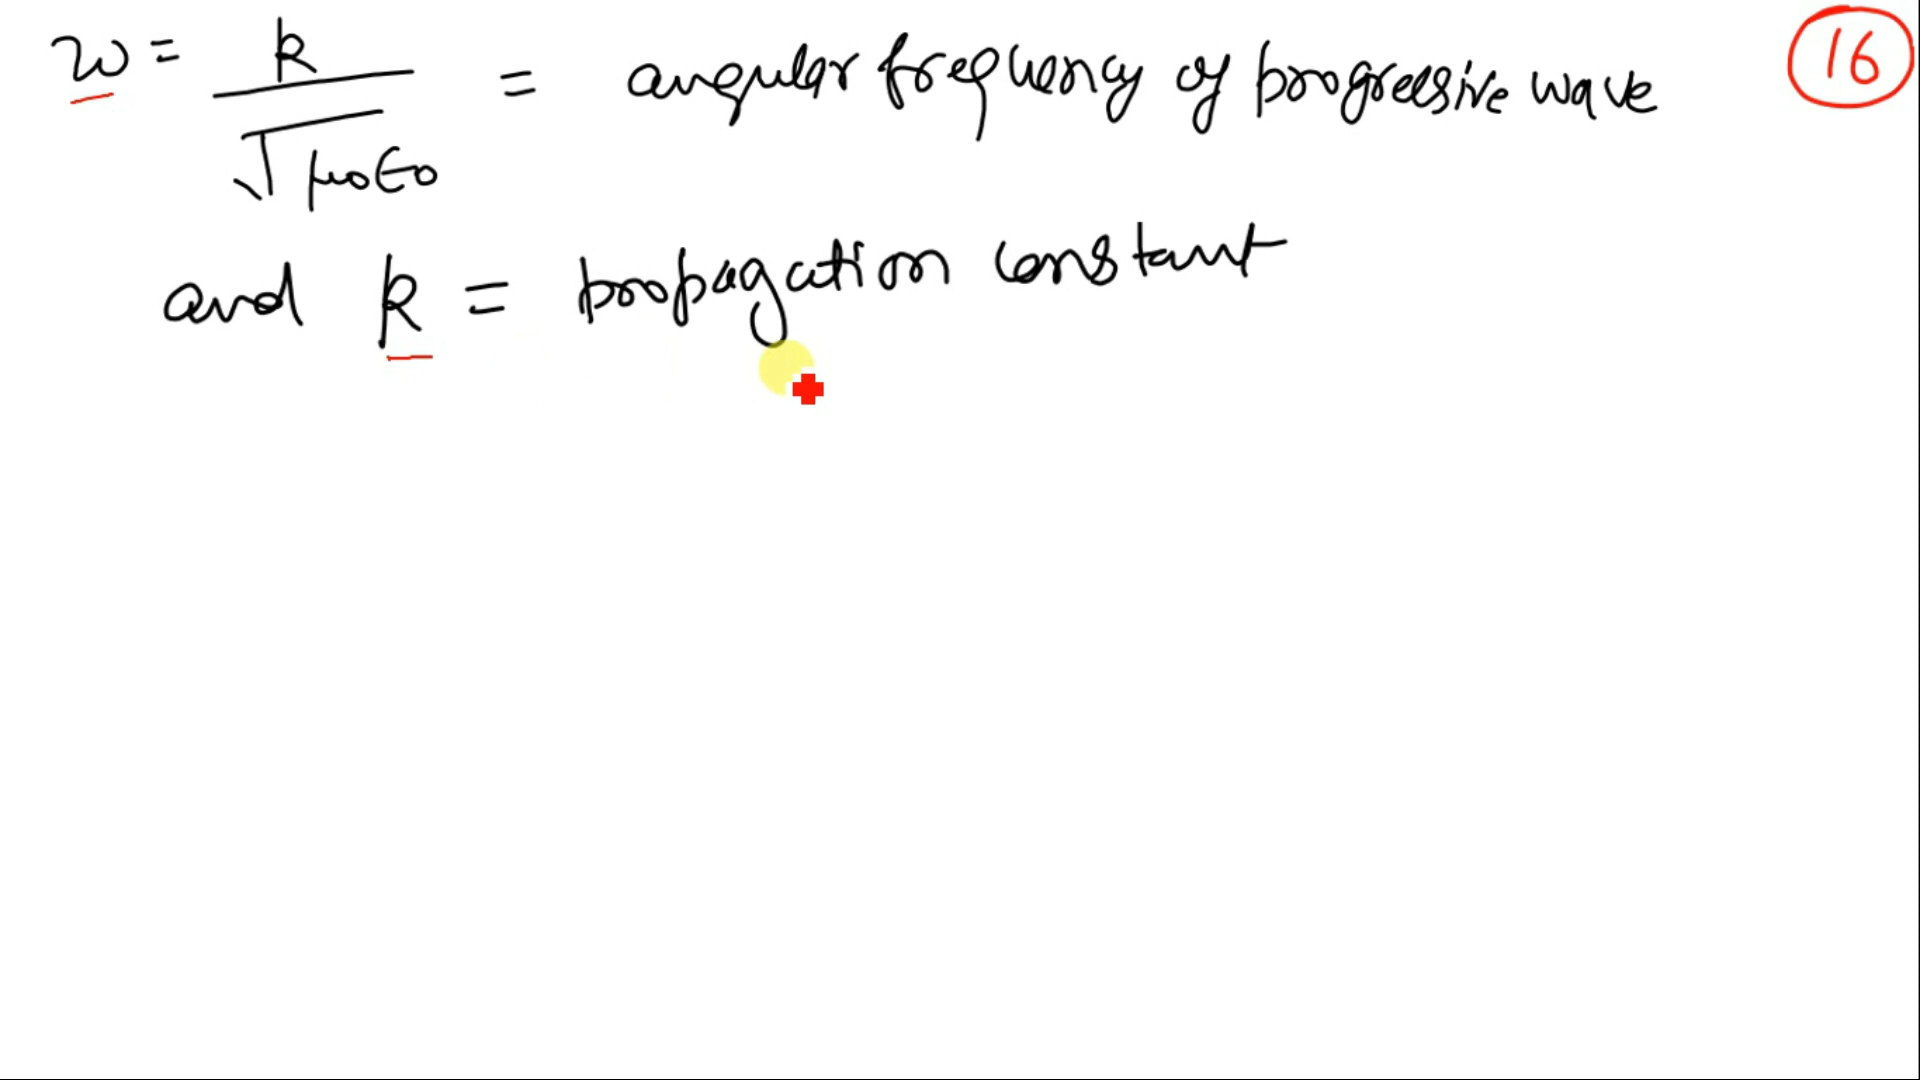 ω = k / √μ₀ε₀ = angular frequency of progressive wave
16
and k = propagation constant